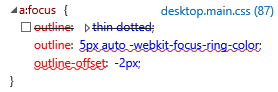 a:focus { desktop.main.css (87)
outline: thin dotted;
outline: 5px auto -webkit-focus-ring-color;
outline-offset: -2px;
}